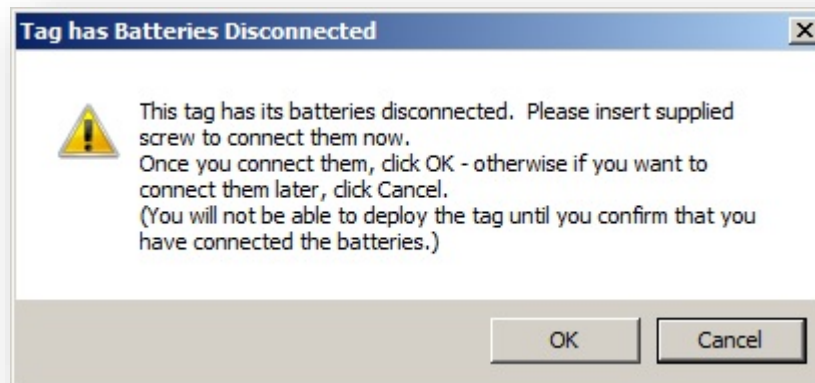 Tag has Batteries Disconnected
This tag has its batteries disconnected.  Please insert supplied
screw to connect them now.
Once you connect them, click OK - otherwise if you want to
connect them later, click Cancel.
(You will not be able to deploy the tag until you confirm that you
have connected the batteries.)
OK
Cancel